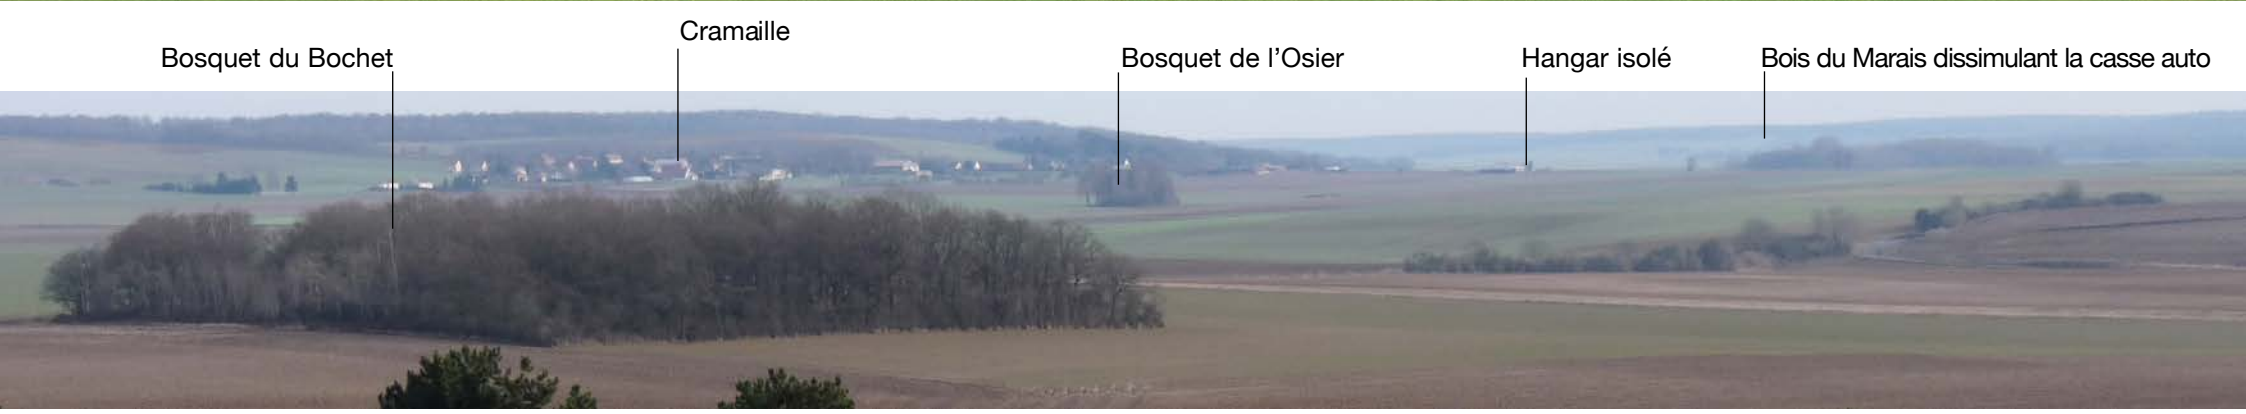 Cramaille
Bosquet du Bochet
Bosquet de l’Osier
Hangar isolé
Bois du Marais dissimulant la casse auto